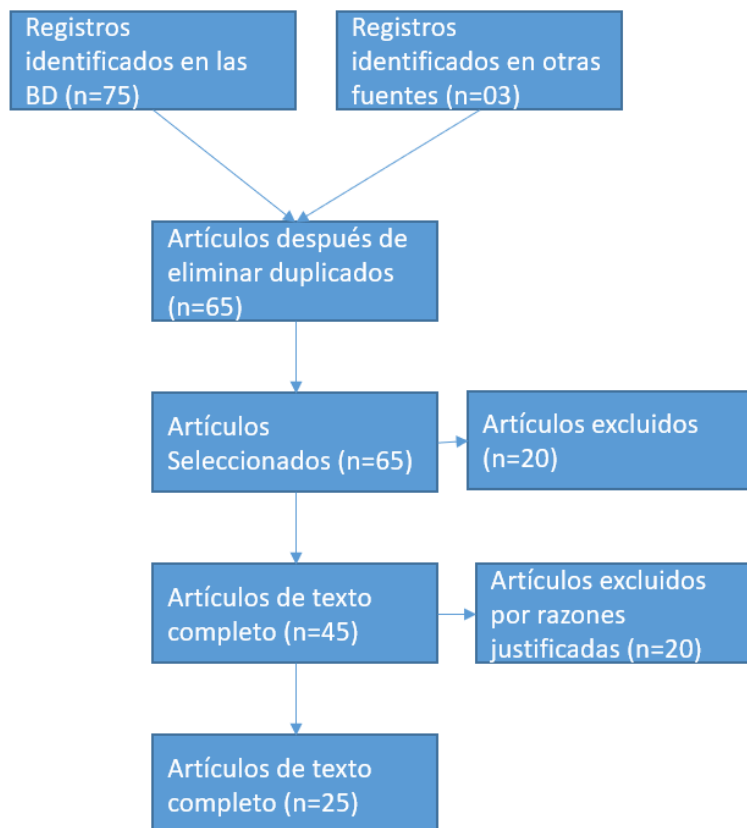 Registros
identificados en las
BD (n=75)
Registros
identificados en otras
fuentes (n=03)
Artículos después de
eliminar duplicados
(n=65)
Artículos
Seleccionados (n=65)
Artículos excluidos
(n=20)
Artículos de texto
completo (n=45)
Artículos excluidos
por razones
justificadas (n=20)
Artículos de texto
completo (n=25)